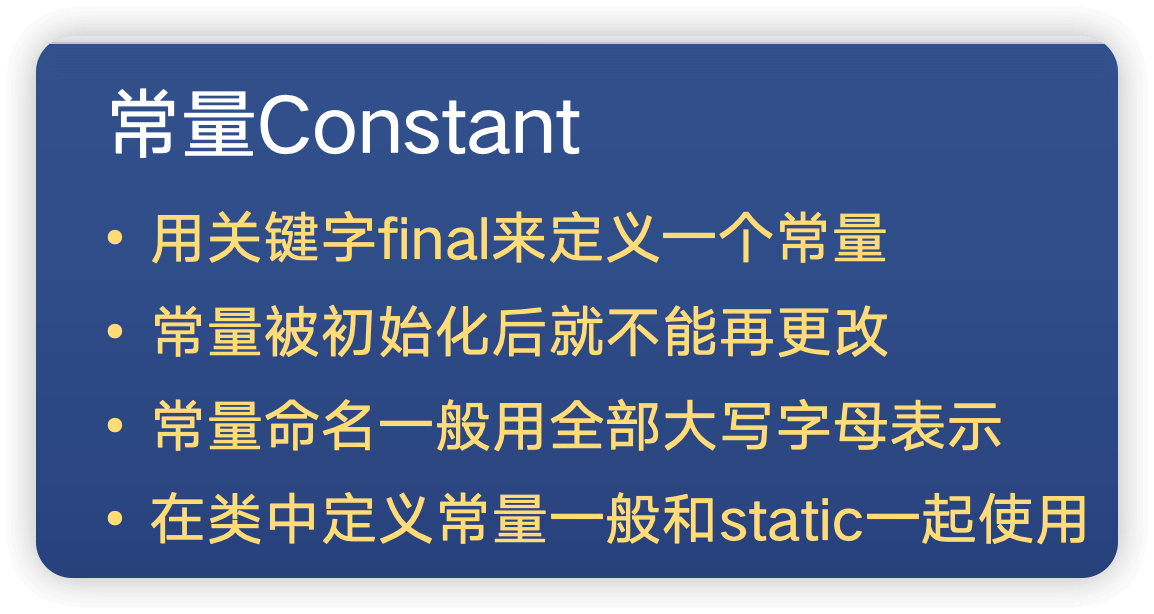 常量Constant
• 用关键字final来定义一个常量
• 常量被初始化后就不能再更改
• 常量命名一般用全部大写字母表示
• 在类中定义常量一般和static一起使用